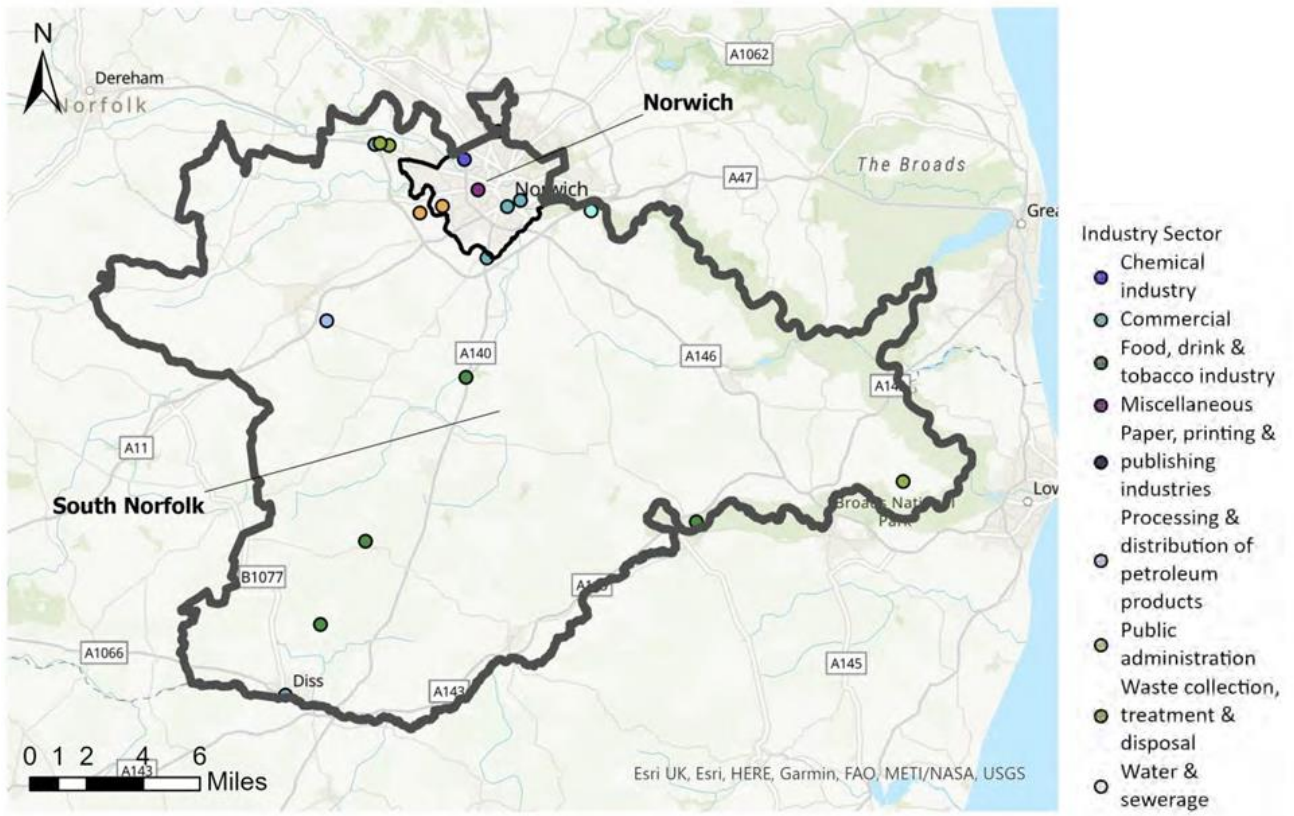 N
Dereham
Norfolk
A1062
Norwich
The Broads
A47
Norwich
Grea
A140
A146
A14
A11
South Norfolk
Broads Nati l
Park
Low
B1077
A1066
Diss
A143
A145
0 1 2 4 6
Miles
A143
Esri UK, Esri, HERE, Garmin, FAO, METI/NASA, USGS
Industry Sector
Chemical
industry
Commercial
Food, drink &
tobacco industry
Miscellaneous
Paper, printing &
publishing
industries
Processing &
distribution of
petroleum
products
Public
administration
Waste collection,
treatment &
disposal
Water &
sewerage